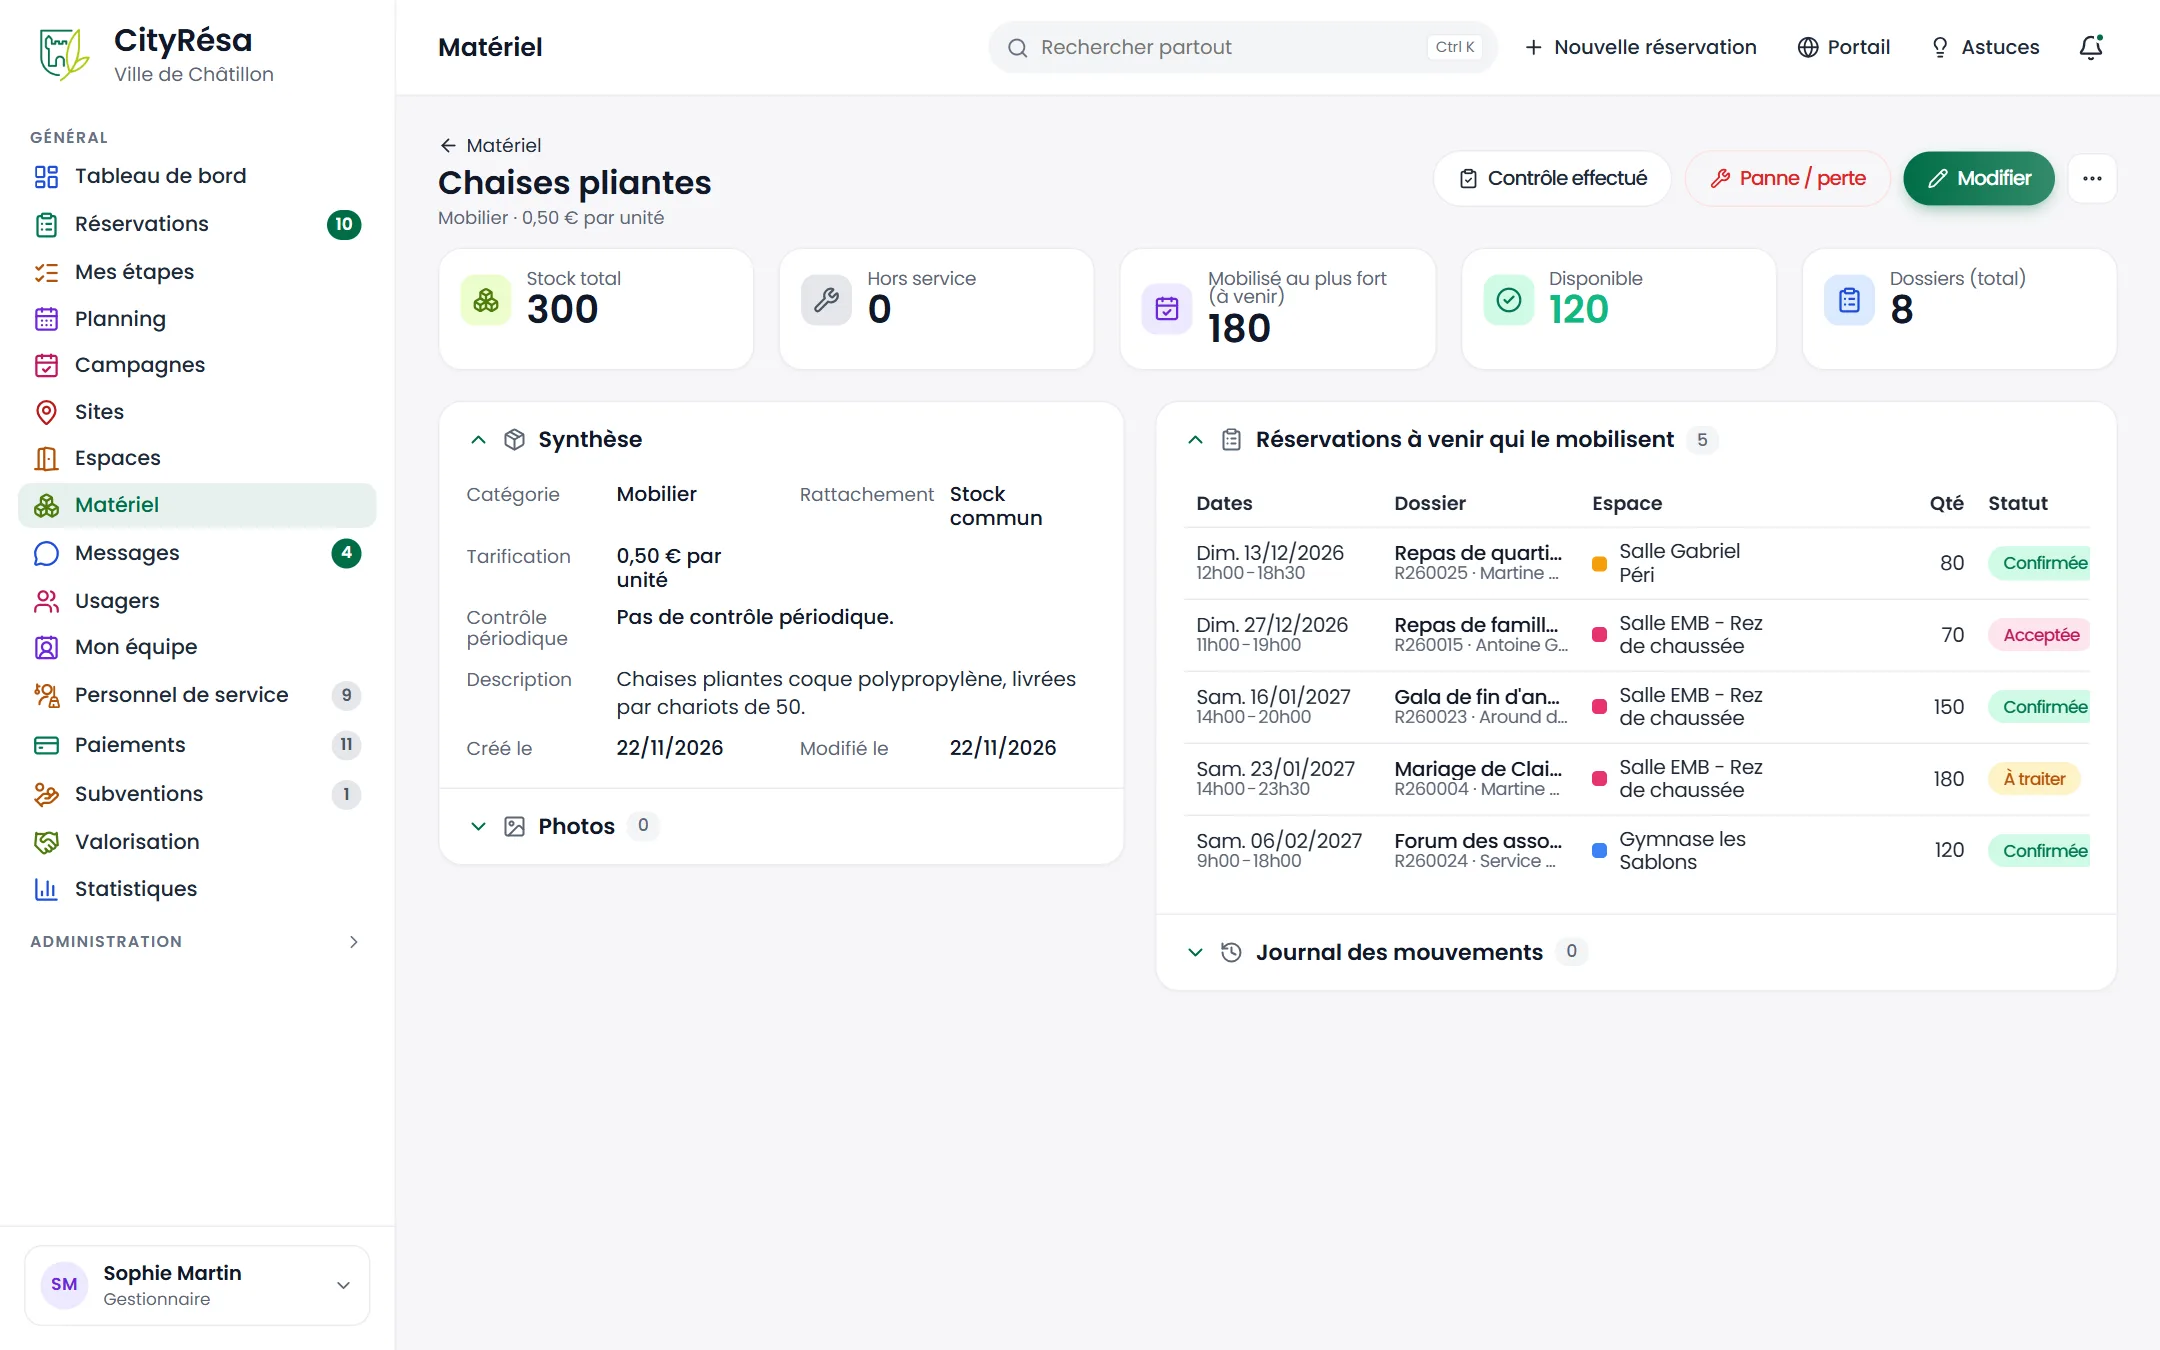 CityRésa
Ville de Châtillon
GÉNÉRAL
Tableau de bord
Réservations 10
Mes étapes
Planning
Campagnes
Sites
Espaces
Matériel
Messages 4
Usagers
Mon équipe
Personnel de service 9
Paiements 11
Subventions 1
Valorisation
Statistiques
ADMINISTRATION
SM
Sophie Martin
Gestionnaire
Matériel
Rechercher partout Ctrl K
Nouvelle réservation
Portail
Astuces
Matériel
Chaises pliantes
Mobilier · 0,50 € par unité
Contrôle effectué
Panne / perte
Modifier
Stock total
300
Hors service
0
Mobilisé au plus fort
(à venir)
180
Disponible
120
Dossiers (total)
8
Synthèse
Catégorie Mobilier Rattachement Stock
commun
Tarification 0,50 € par
unité
Contrôle
périodique
Pas de contrôle périodique.
Description Chaises pliantes coque polypropylène, livrées
par chariots de 50.
Créé le 22/11/2026 Modifié le 22/11/2026
Photos 0
Réservations à venir qui le mobilisent 5
Dates Dossier Espace Qté Statut
Dim. 13/12/2026
12h00-18h30
Repas de quarti...
R260025 · Martine ...
Salle Gabriel
Péri
80
Confirmée
Dim. 27/12/2026
11h00-19h00
Repas de famill...
R260015 · Antoine G...
Salle EMB - Rez
de chaussée
70
Acceptée
Sam. 16/01/2027
14h00-20h00
Gala de fin d'an...
R260023 · Around d...
Salle EMB - Rez
de chaussée
150
Confirmée
Sam. 23/01/2027
14h00-23h30
Mariage de Clai...
R260004 · Martine ...
Salle EMB - Rez
de chaussée
180
À traiter
Sam. 06/02/2027
9h00-18h00
Forum des asso...
R260024 · Service ...
Gymnase les
Sablons
120
Confirmée
Journal des mouvements 0